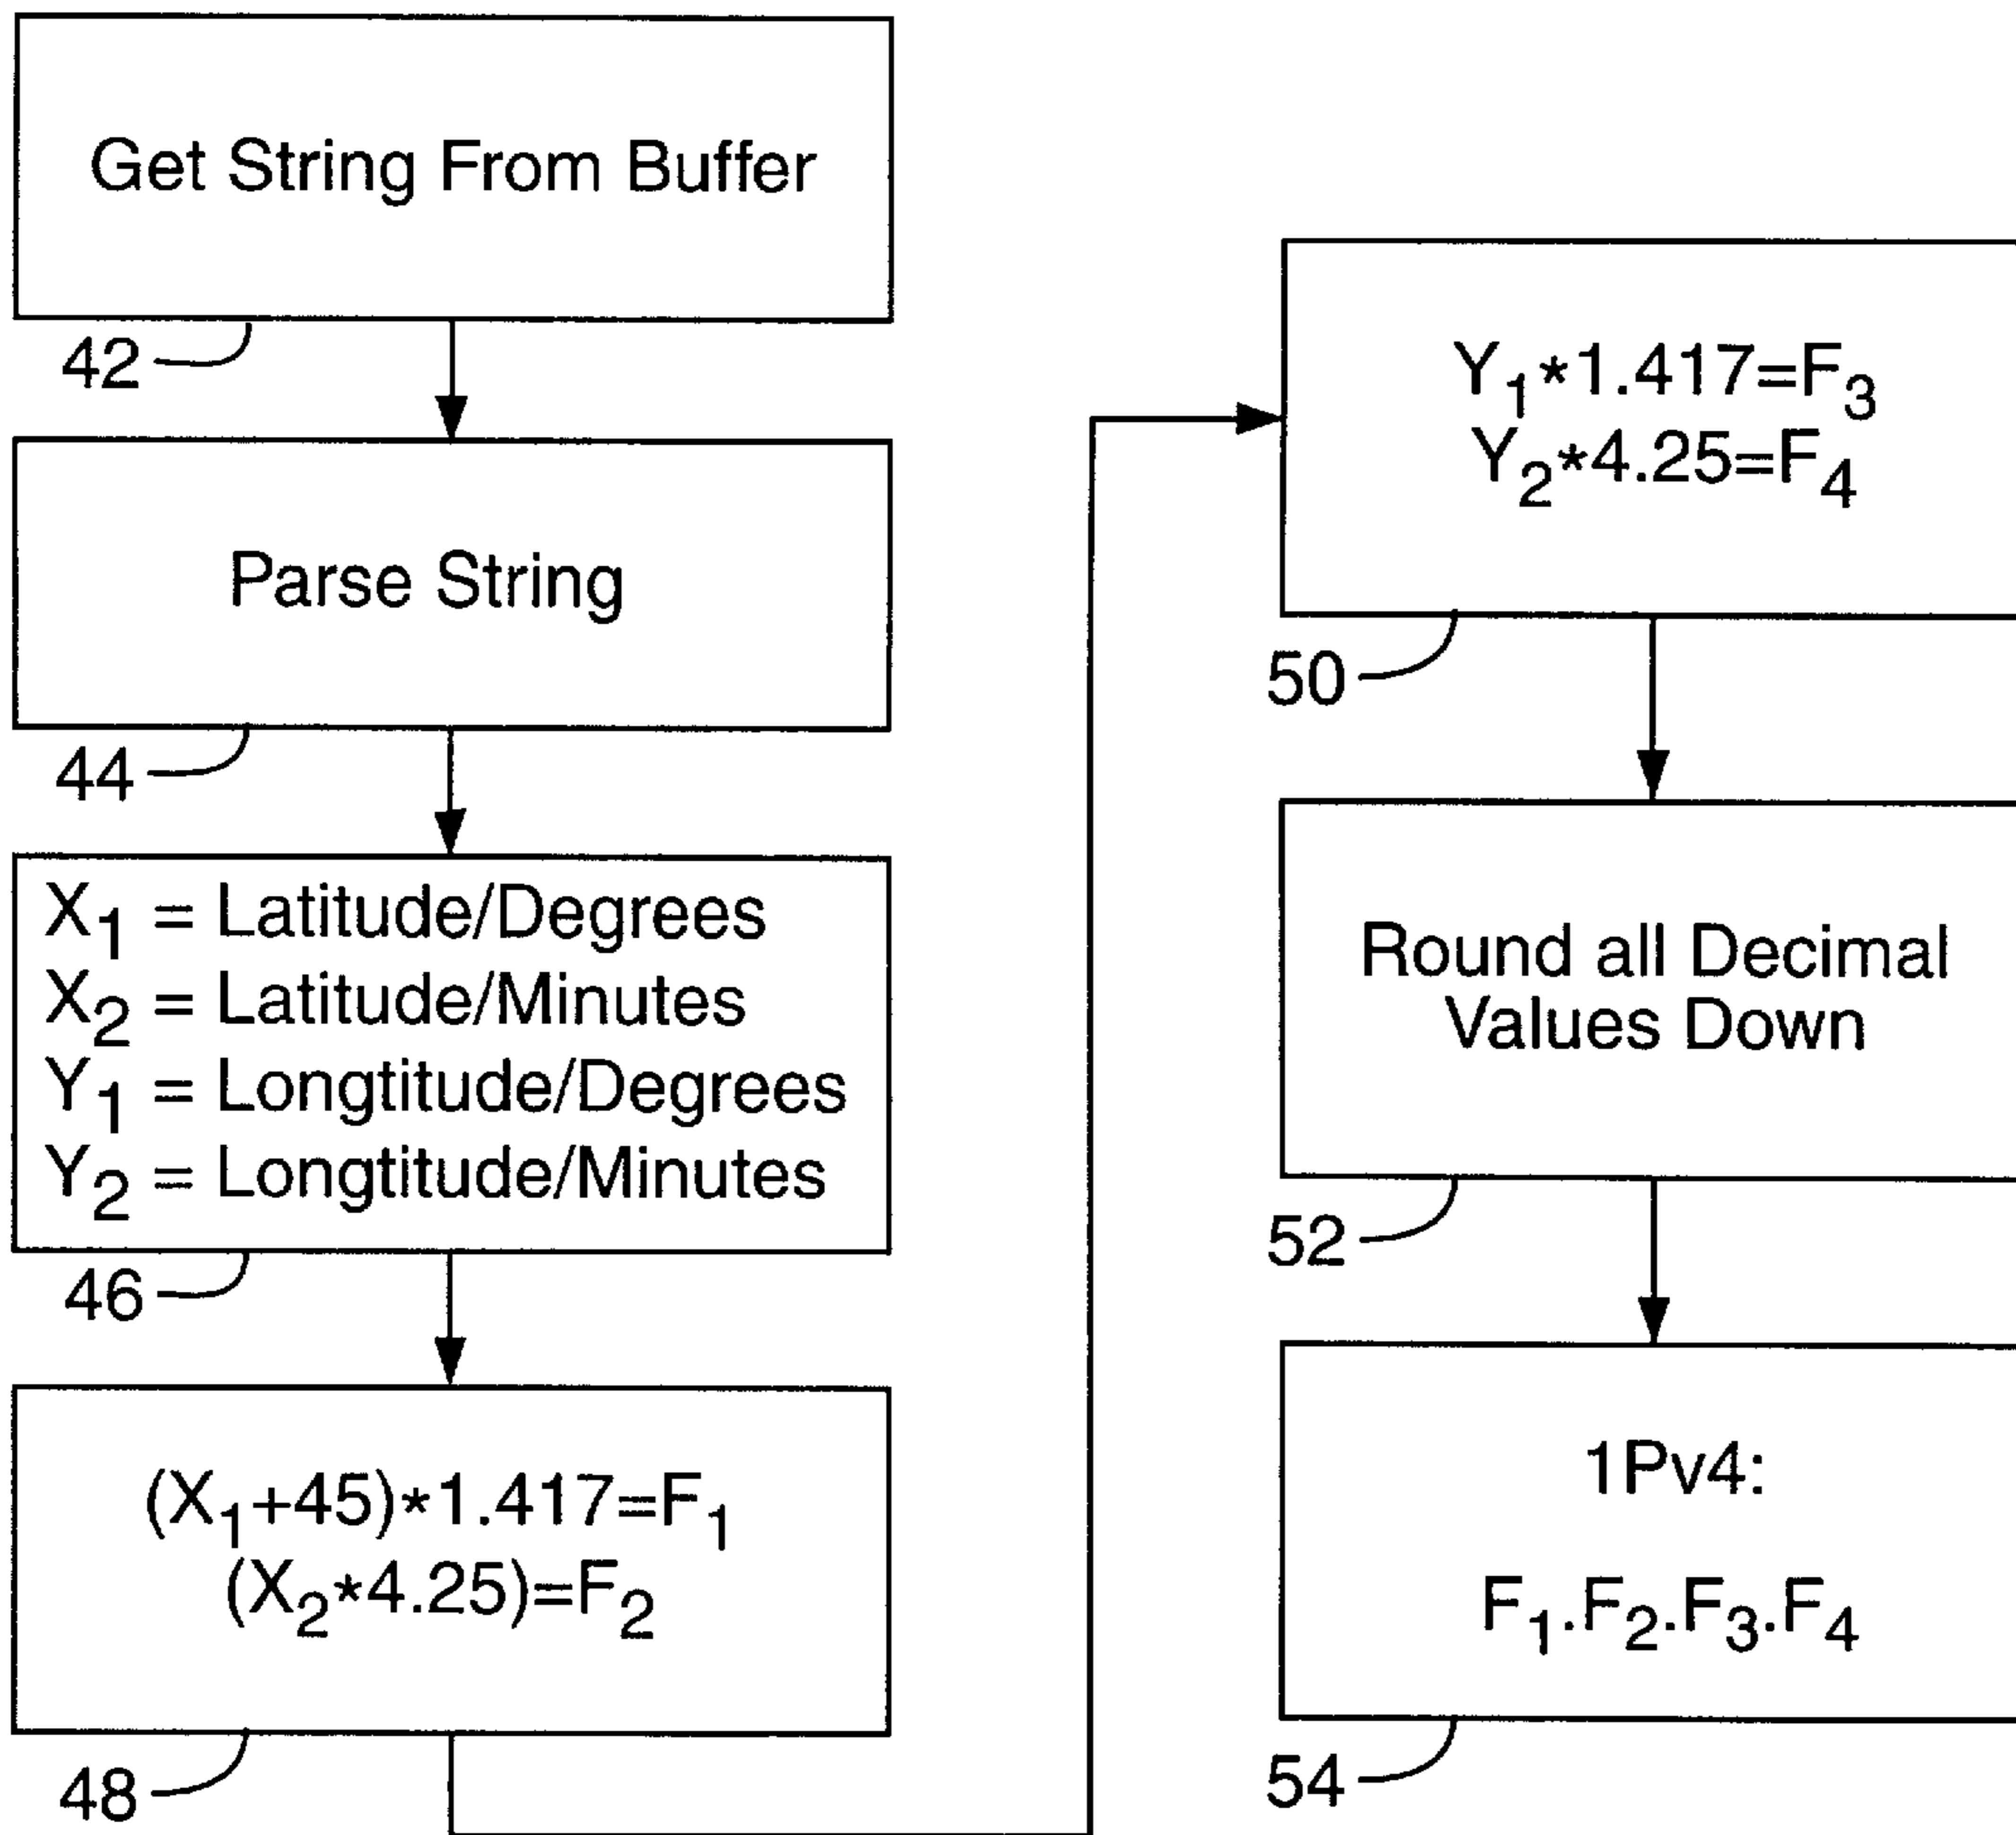 Get String From Buffer
42
Parse String
44
X₁ = Latitude/Degrees
X₂ = Latitude/Minutes
Y₁ = Longtitude/Degrees
Y₂ = Longtitude/Minutes
46
(X₁+45)*1.417=F₁
(X₂*4.25)=F₂
48
Y₁*1.417=F₃
Y₂*4.25=F₄
50
Round all Decimal
Values Down
52
1Pv4:
F₁.F₂.F₃.F₄
54